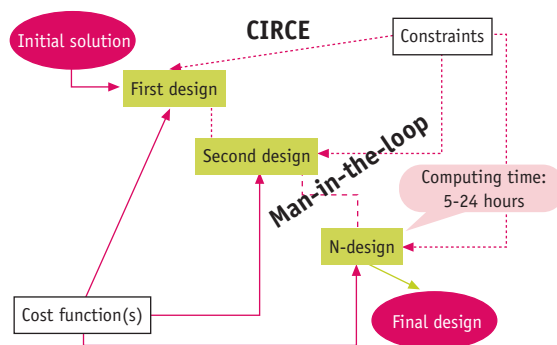 Initial solution
CIRCE
Constraints
First design
Second design
Man-in-the-loop
Computing time:
5-24 hours
N-design
Cost function(s)
Final design